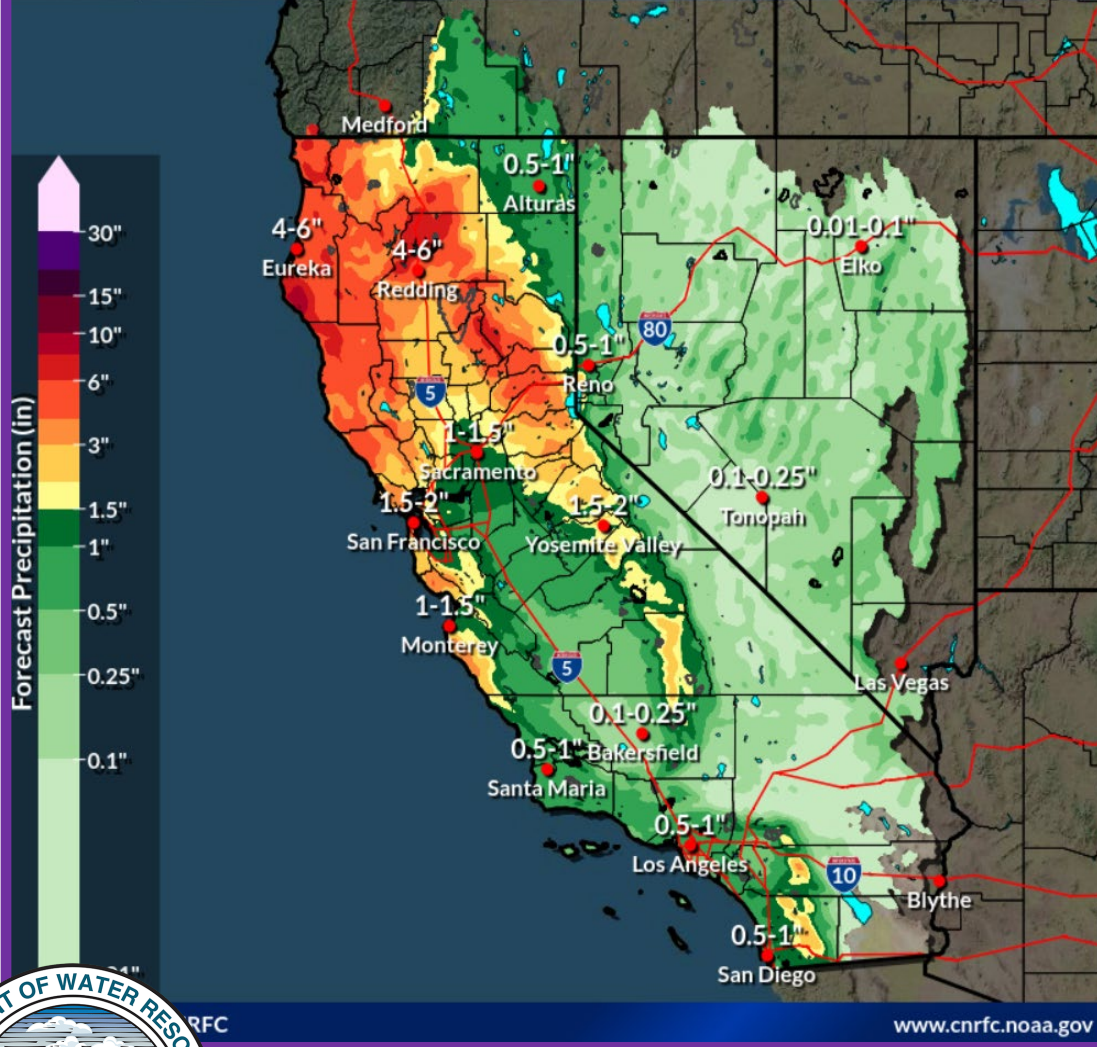 Medford
0.5-1"
Alturas
4-6"
Eureka
4-6"
Redding
0.01-0.1"
Elko
80
0.5-1"
Reno
5
1-1.5"
Sacramento
0.1-0.25"
Tonopah
1.5-2"
San Francisco
1.5-2"
Yosemite Valley
1-1.5"
Monterey
5
Las Vegas
0.1-0.25"
Bakersfield
0.5-1"
Santa Maria
0.5-1"
Los Angeles
10
Blythe
0.5-1"
San Diego
Forecast Precipitation (in)
30"
15"
10"
6"
3"
1.5"
1"
0.5"
0.25"
0.1"
OF WATER
RFC
www.cnrfc.noaa.gov